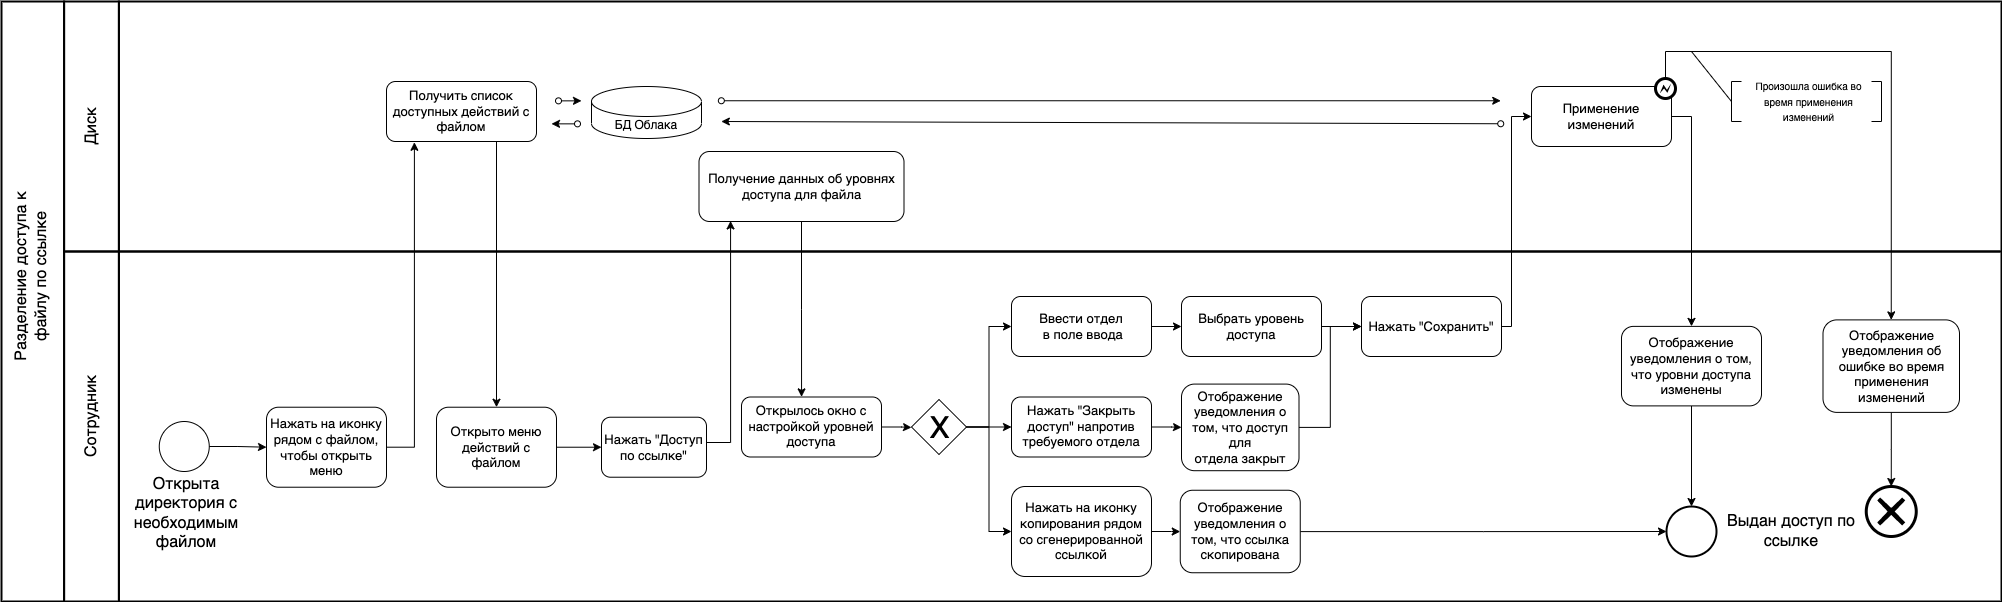 Разделение доступа к
файлу по ссылке
Диск
Получить список
доступных действий с
файлом
БД Облака
Получение данных об уровнях
доступа для файла
Применение
изменений
Произошла ошибка во
время применения
изменений
Сотрудник
Открыта
директория с
необходимым
файлом
Нажать на иконку
рядом с файлом,
чтобы открыть
меню
Открыто меню
действий с
файлом
Нажать "Доступ
по ссылке"
Открылось окно с
настройкой уровней
доступа
X
Ввести отдел
в поле ввода
Выбрать уровень
доступа
Нажать "Сохранить"
Нажать "Закрыть
доступ" напротив
требуемого отдела
Отображение
уведомления о
том, что доступ
для
отдела закрыт
Нажать на иконку
копирования рядом
со сгенерированной
ссылкой
Отображение
уведомления о
том, что ссылка
скопирована
Отображение
уведомления о том,
что уровни доступа
изменены
Выдан доступ по
ссылке
Отображение
уведомления об
ошибке во время
применения
изменений